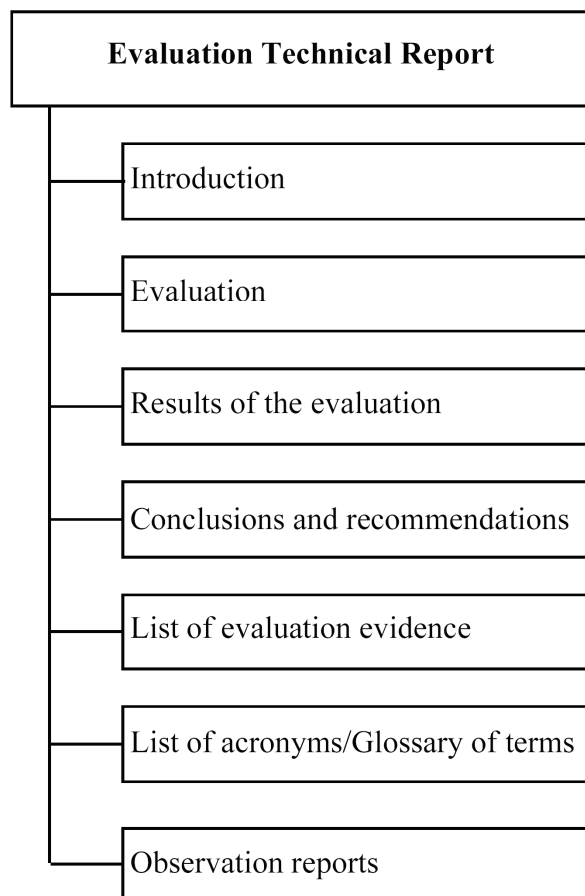 Evaluation Technical Report
Introduction
Evaluation
Results of the evaluation
Conclusions and recommendations
List of evaluation evidence
List of acronyms/Glossary of terms
Observation reports